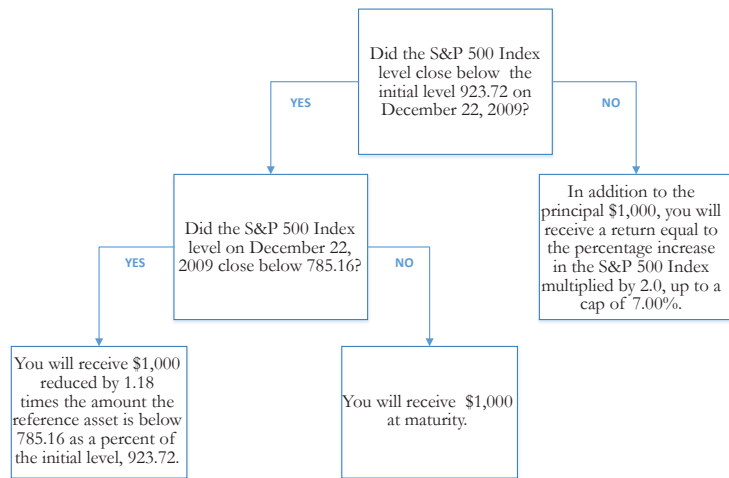 Did the S&P 500 Index
level close below the
initial level 923.72 on
December 22, 2009?
YES
NO
Did the S&P 500 Index
level on December 22,
2009 close below 785.16?
In addition to the
principal $1,000, you will
receive a return equal to
the percentage increase
in the S&P 500 Index
multiplied by 2.0, up to a
cap of 7.00%.
YES
NO
You will receive $1,000
reduced by 1.18
times the amount the
reference asset is below
785.16 as a percent of
the initial level, 923.72.
You will receive $1,000
at maturity.